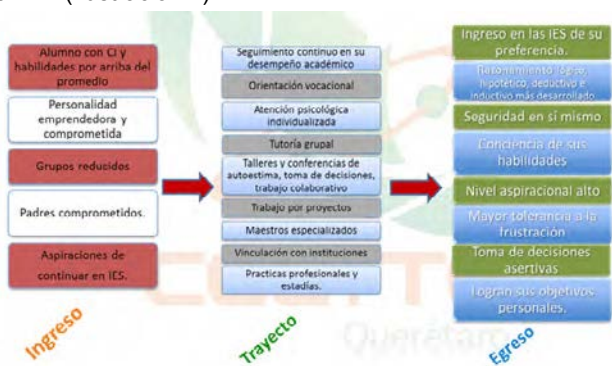 Alumno con CI y
habilidades por arriba del
promedio
Personalidad
emprendedora y
comprometida
Grupos reducidos
Padres comprometidos.
Aspiraciones de
continuar en IES.
Ingreso
Seguimiento continuo en su
desempeño académico
Orientación vocacional
Atención psicológica
individualizada
Tutoría grupal
Talleres y conferencias de
autoestima, toma de decisiones,
trabajo colaborativo
Trabajo por proyectos
Maestros especializados
Vinculación con instituciones
Practicas profesionales y
estadías.
Trayecto
Ingreso en las IES de su
preferencia.
Razonamiento lógico,
hipotético, deductivo e
inductivo más desarrollado
Seguridad en sí mismo
Conciencia de sus
habilidades
Nivel aspiracional alto
Mayor tolerancia a la
frustración
Toma de decisiones
asertivas
Logran sus objetivos
personales.
Egreso
Querétaro